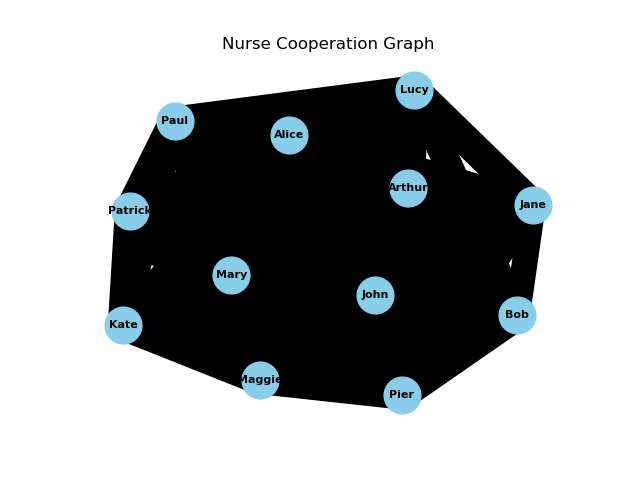 Nurse Cooperation Graph
Lucy
Paul
Alice
Arthur
Jane
Patrick
Mary
John
Bob
Kate
Maggie
Pier